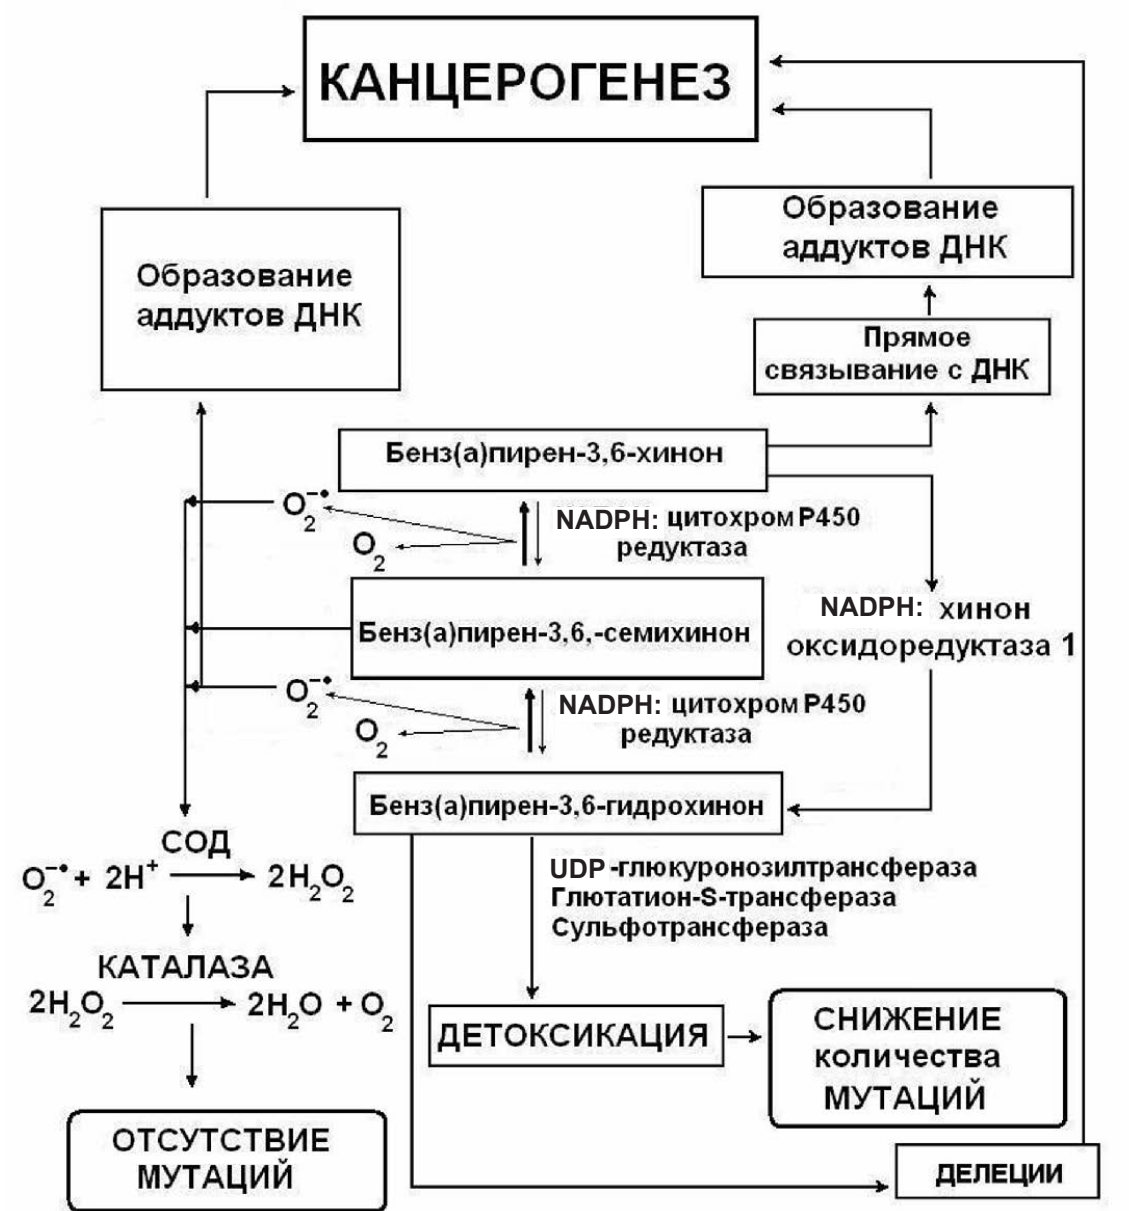 КАНЦЕРОГЕНЕЗ
Образование
аддуктов ДНК
Образование
аддуктов ДНК
Прямое
связывание с ДНК
Бенз(а)пирен-3,6-хинон
O₂⁻•
O₂
NADPH: цитохром P450
редуктаза
Бенз(а)пирен-3,6,-семихинон
NADPH: хинон
оксидоредуктаза 1
O₂⁻•
O₂
NADPH: цитохром P450
редуктаза
Бенз(а)пирен-3,6-гидрохинон
СОД
O₂⁻• + 2H⁺ → 2H₂O₂
UDP-глюкуронозилтрансфераза
Глютатион-S-трансфераза
Сульфотрансфераза
КАТАЛАЗА
2H₂O₂ → 2H₂O + O₂
ДЕТОКСИКАЦИЯ
СНИЖЕНИЕ
количества
МУТАЦИЙ
ОТСУТСТВИЕ
МУТАЦИЙ
ДЕЛЕЦИИ